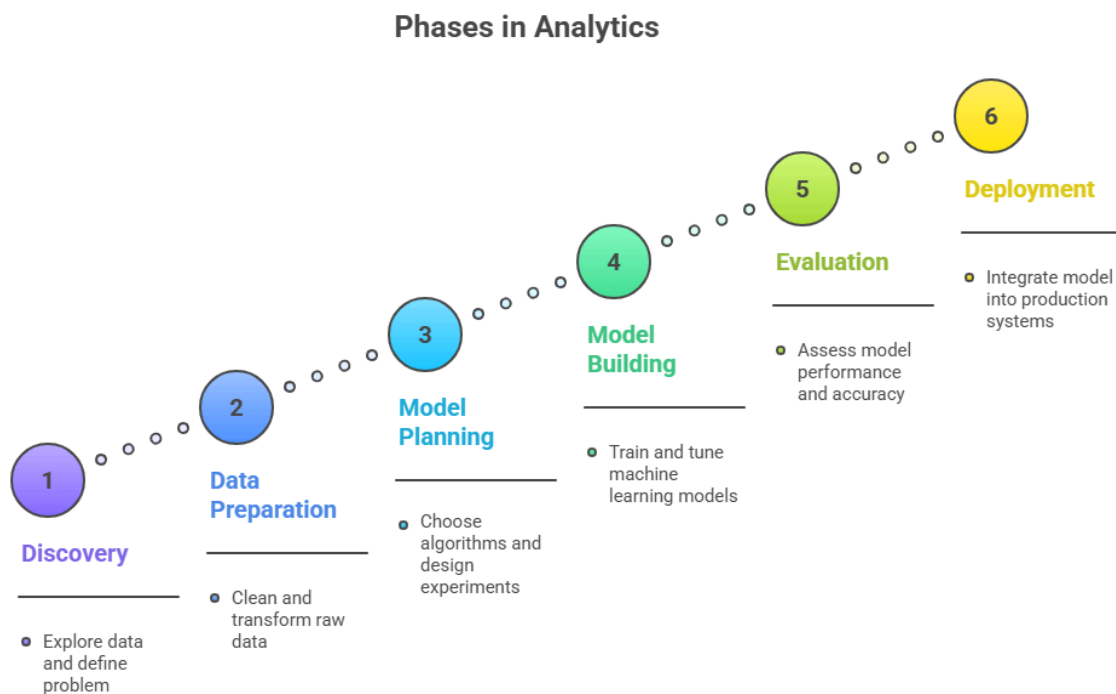 Phases in Analytics
1
Discovery
Explore data
and define
problem
2
Data
Preparation
Clean and
transform raw
data
3
Model
Planning
Choose
algorithms and
design
experiments
4
Model
Building
Train and tune
machine
learning models
5
Evaluation
Assess model
performance
and accuracy
6
Deployment
Integrate model
into production
systems